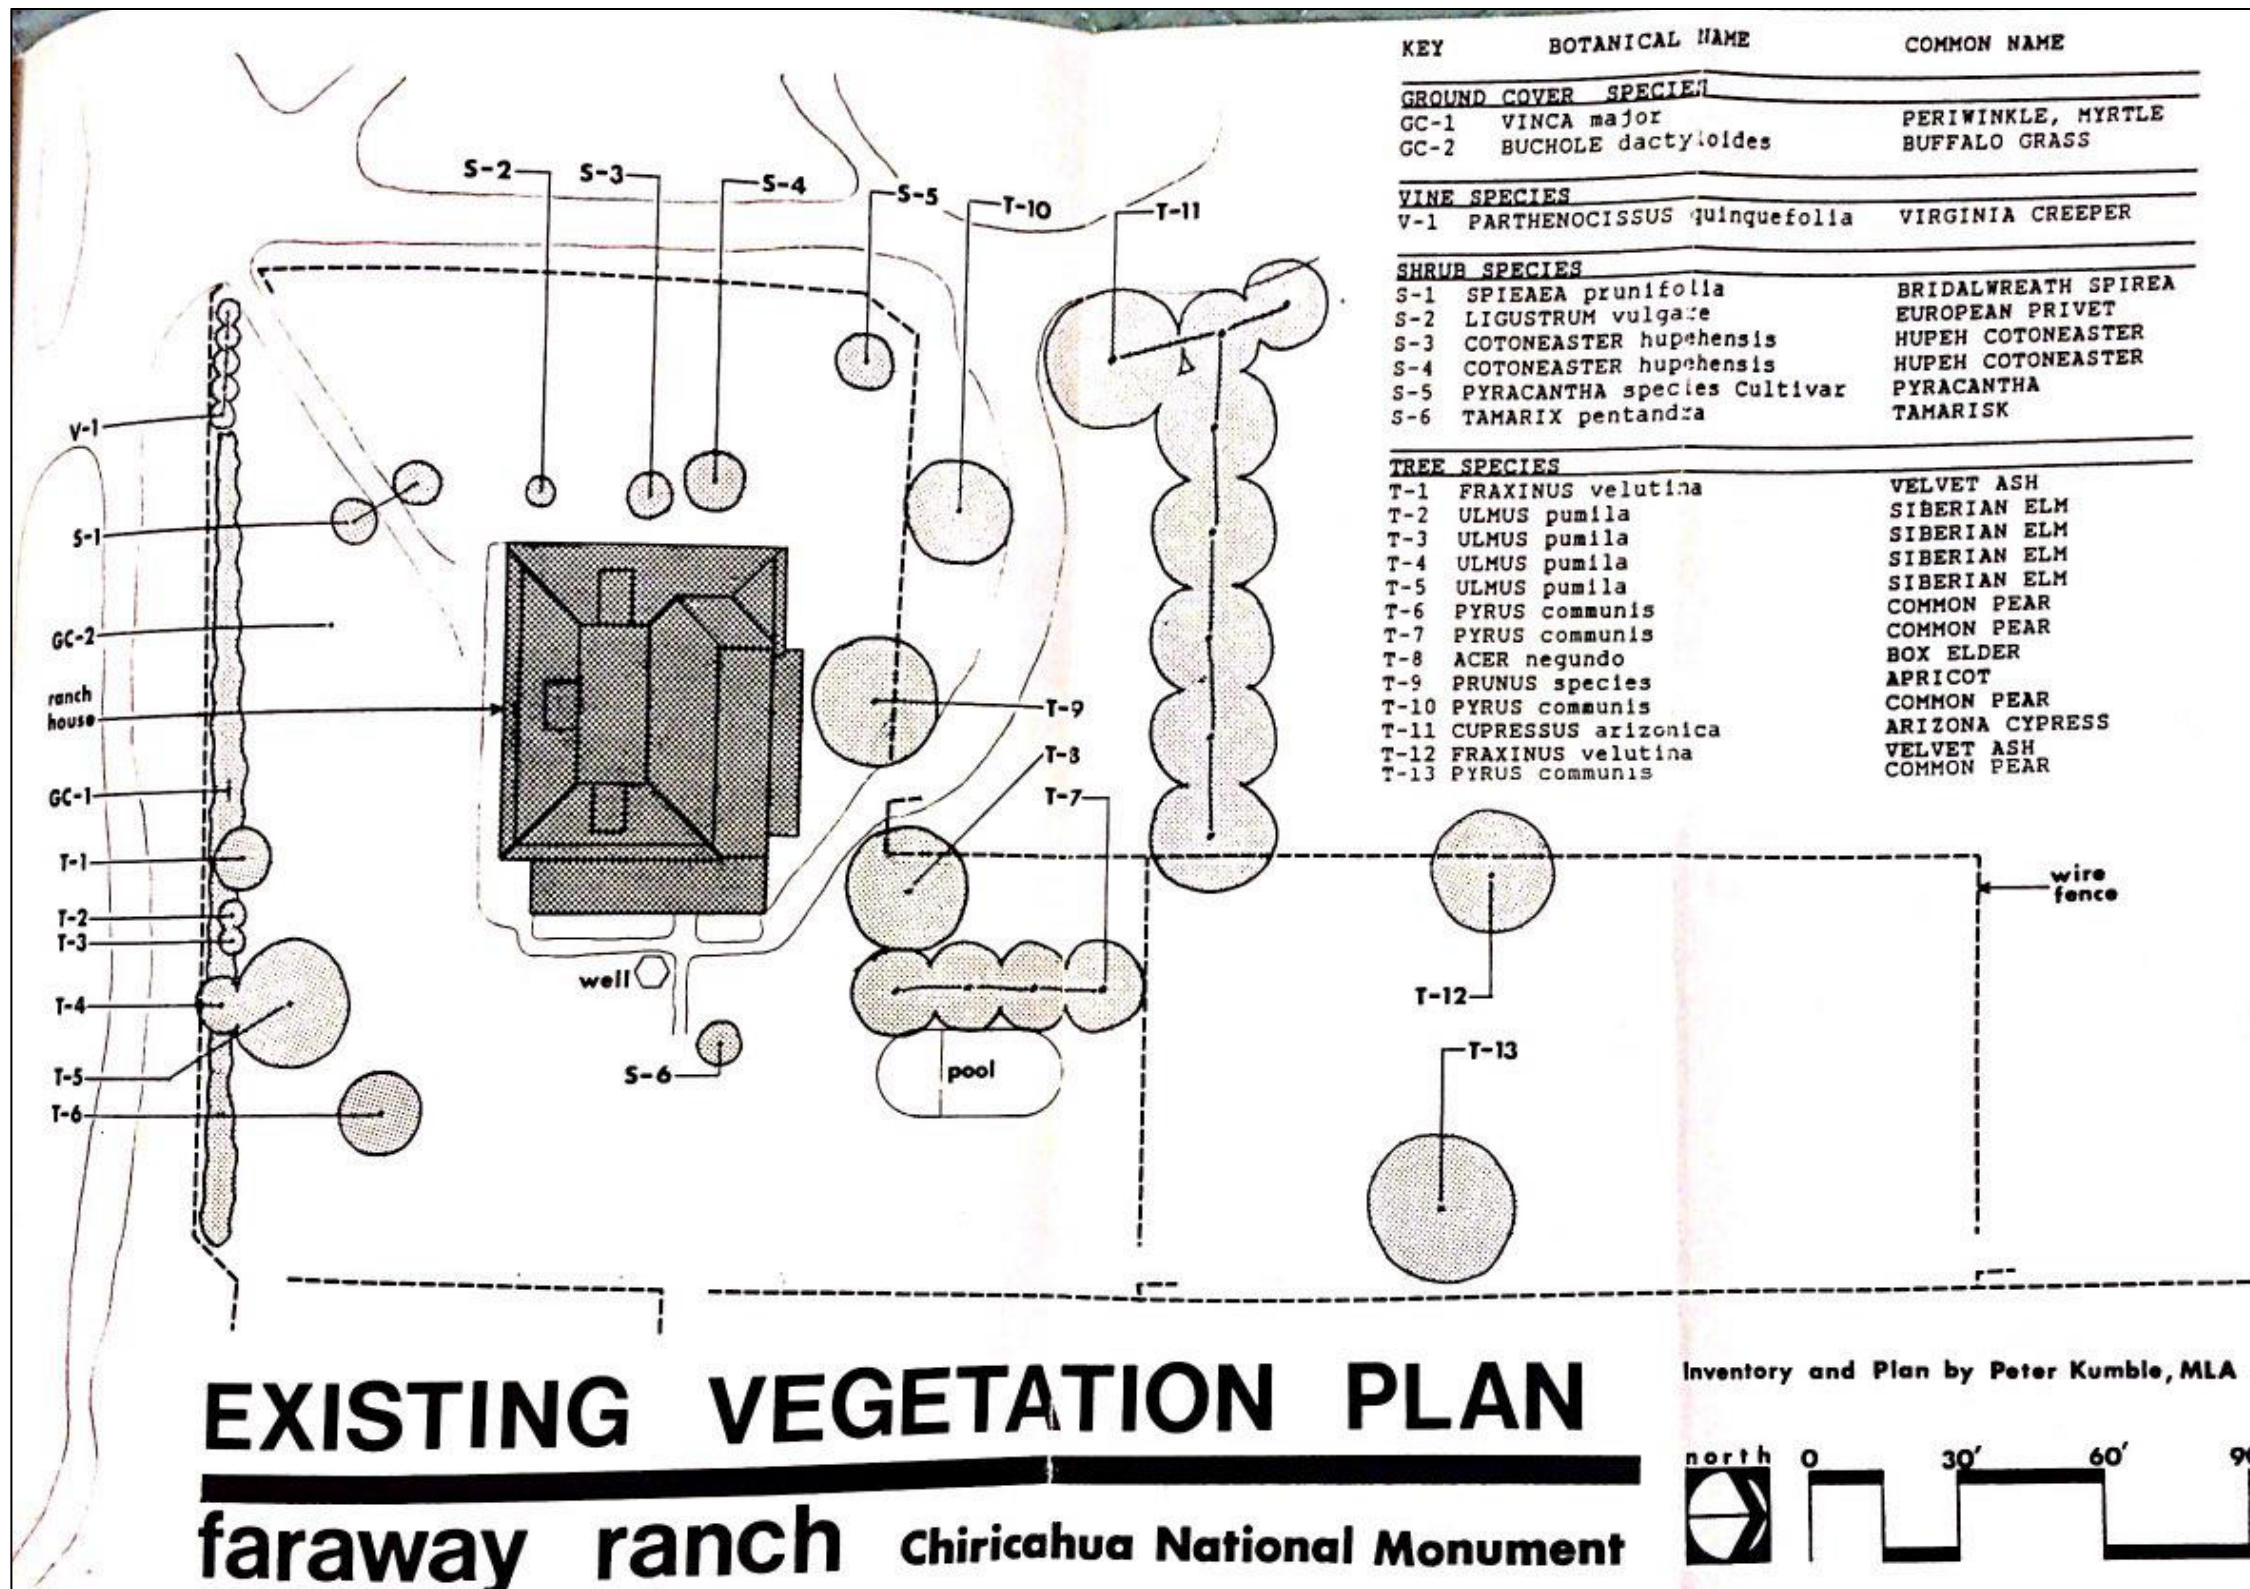 KEY BOTANICAL NAME COMMON NAME
GROUND COVER SPECIES
GC-1 VINCA major PERIWINKLE, MYRTLE
GC-2 BUCHOLE dactyloides BUFFALO GRASS
VINE SPECIES
V-1 PARTHENOCISSUS quinquefolia VIRGINIA CREEPER
SHRUB SPECIES
S-1 SPIEAEA prunifolia BRIDALWREATH SPIREA
S-2 LIGUSTRUM vulgare EUROPEAN PRIVET
S-3 COTONEASTER hupehensis HUPEH COTONEASTER
S-4 COTONEASTER hupehensis HUPEH COTONEASTER
S-5 PYRACANTHA species Cultivar PYRACANTHA
S-6 TAMARIX pentandra TAMARISK
TREE SPECIES
T-1 FRAXINUS velutina VELVET ASH
T-2 ULMUS pumila SIBERIAN ELM
T-3 ULMUS pumila SIBERIAN ELM
T-4 ULMUS pumila SIBERIAN ELM
T-5 ULMUS pumila SIBERIAN ELM
T-6 PYRUS communis COMMON PEAR
T-7 PYRUS communis COMMON PEAR
T-8 ACER negundo BOX ELDER
T-9 PRUNUS species APRICOT
T-10 PYRUS communis COMMON PEAR
T-11 CUPRESSUS arizonica ARIZONA CYPRESS
T-12 FRAXINUS velutina VELVET ASH
T-13 PYRUS communis COMMON PEAR
S-2
S-3
S-4
S-5
T-10
T-11
V-1
S-1
GC-2
ranch
house
T-9
T-8
T-7
GC-1
T-1
T-2
T-3
T-4
T-5
T-6
well
S-6
pool
T-12
T-13
wire
fence
EXISTING VEGETATION PLAN
faraway ranch Chiricahua National Monument
Inventory and Plan by Peter Kumble, MLA
north 0 30' 60' 90